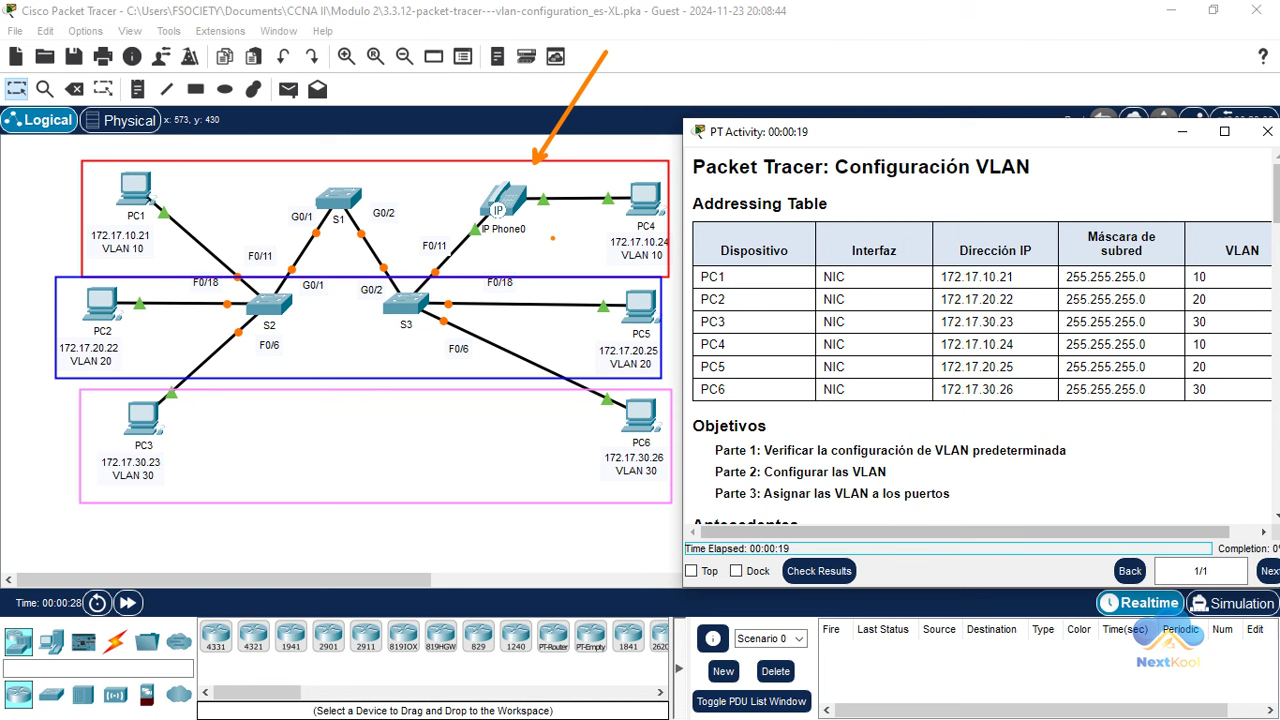 Cisco Packet Tracer - C:\Users\FSOCIETY\Documents\CCNA II\Modulo 2\3.3.12-packet-tracer---vlan-configuration_es-XL.pka - Guest - 2024-11-23 20:08:44
File Edit Options View Tools Extensions Window Help
Logical Physical x: 573, y: 430
PC1
172.17.10.21
VLAN 10
G0/1
S1
G0/2
IP
IP Phone0
PC4
172.17.10.24
VLAN 10
F0/11
F0/11
F0/18
G0/1
G0/2
F0/18
PC2
172.17.20.22
VLAN 20
S2
F0/6
S3
F0/6
PC5
172.17.20.25
VLAN 20
PC3
172.17.30.23
VLAN 30
PC6
172.17.30.26
VLAN 30
PT Activity: 00:00:19
Packet Tracer: Configuración VLAN
Addressing Table
Dispositivo Interfaz Dirección IP Máscara de subred VLAN
PC1 NIC 172.17.10.21 255.255.255.0 10
PC2 NIC 172.17.20.22 255.255.255.0 20
PC3 NIC 172.17.30.23 255.255.255.0 30
PC4 NIC 172.17.10.24 255.255.255.0 10
PC5 NIC 172.17.20.25 255.255.255.0 20
PC6 NIC 172.17.30.26 255.255.255.0 30
Objetivos
Parte 1: Verificar la configuración de VLAN predeterminada
Parte 2: Configurar las VLAN
Parte 3: Asignar las VLAN a los puertos
Antecedentes
Time Elapsed: 00:00:19 Completion: 0%
Top Dock Check Results Back 1/1 Next
Time: 00:00:28 Realtime Simulation
4331 4321 1941 2901 2911 819IOX 819HGW 829 1240 PT-Router PT-Empty 1841 2620
(Select a Device to Drag and Drop to the Workspace)
Scenario 0
New Delete
Toggle PDU List Window
Fire Last Status Source Destination Type Color Time(sec) Periodic Num Edit
NextKool